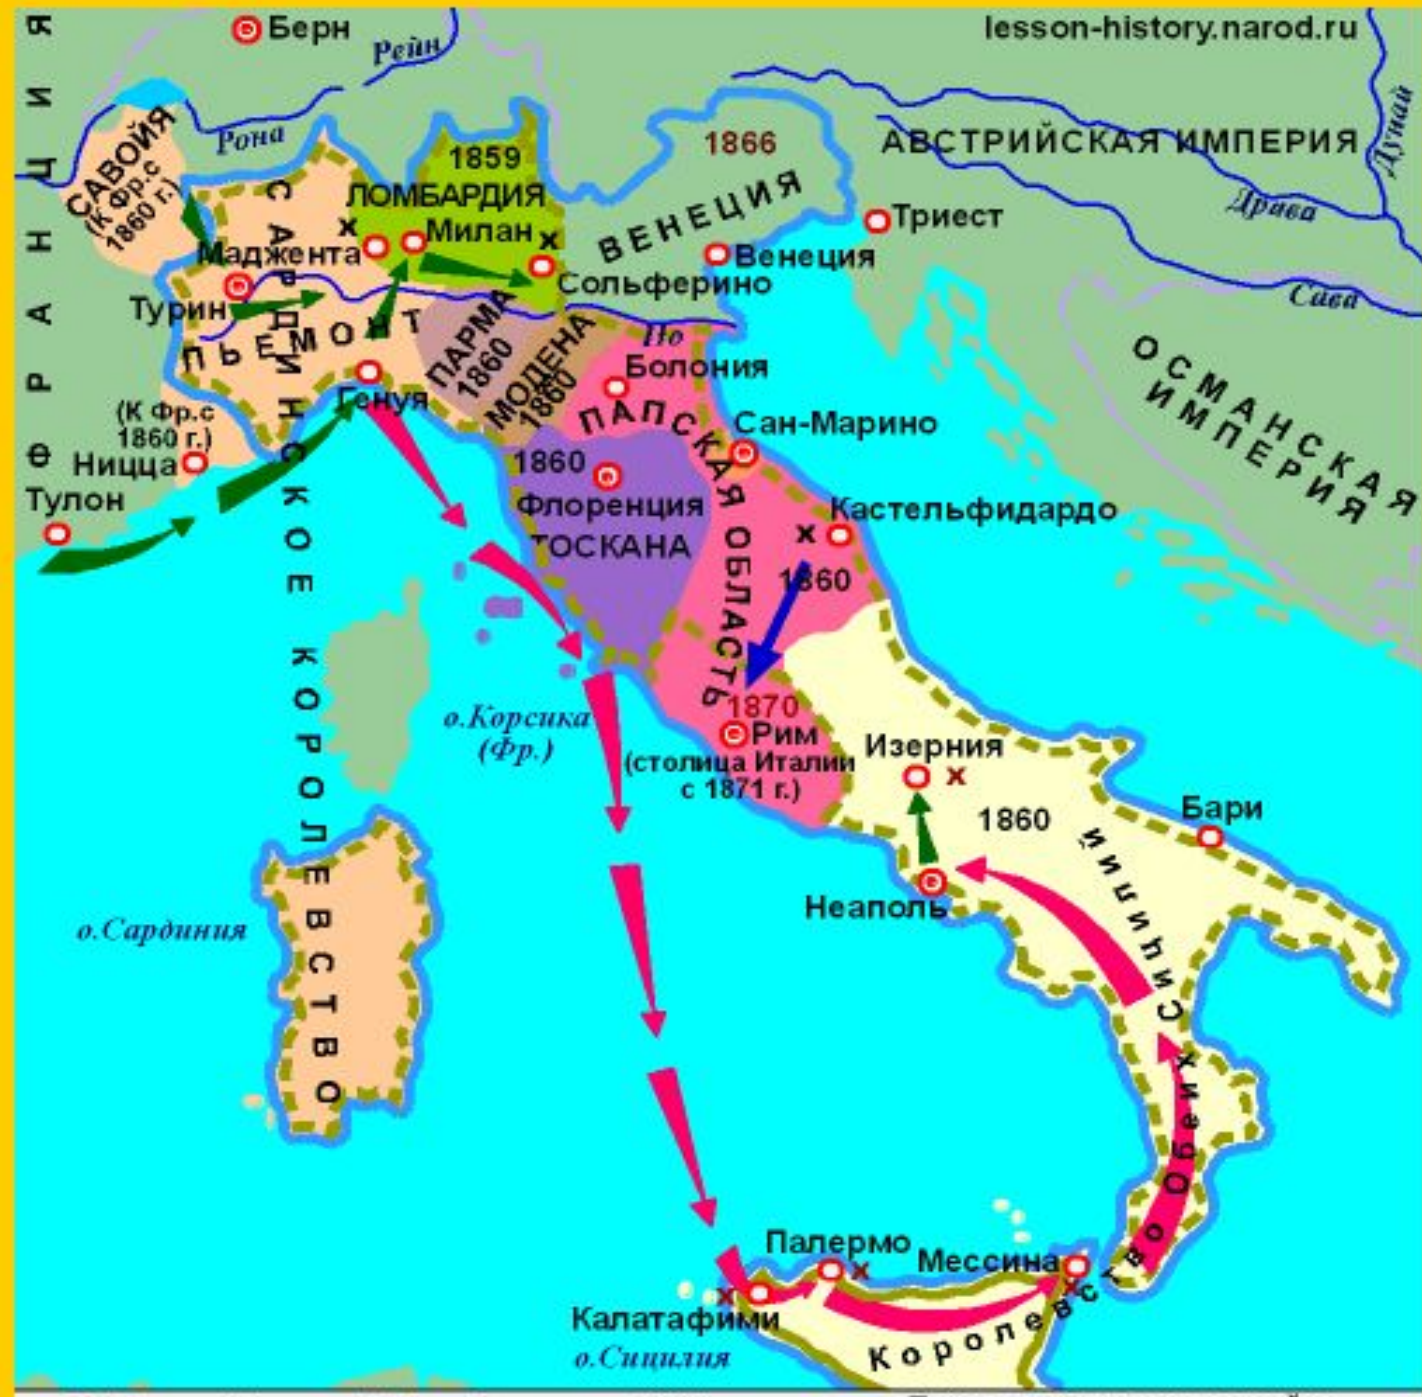 lesson-history.narod.ru
Берн
Рейн
ФРАНЦИЯ
Рона
САВОЙЯ
(К Фр.с
1860 г.)
1859
ЛОМБАРДИЯ
1866
ВЕНЕЦИЯ
АВСТРИЙСКАЯ ИМПЕРИЯ
Дунай
Драва
Сава
Триест
Венеция
х Милан х
Маджента
Сольферино
Турин
ПЬЕМОНТ
САРДИНСКОЕ КОРОЛЕВСТВО
ПАРМА
1860
МОДЕНА
1860
По
Болония
ОСМАНСКАЯ
ИМПЕРИЯ
Генуя
(К Фр.с
1860 г.)
Ницца
Тулон
ПАПСКАЯ ОБЛАСТЬ
Сан-Марино
1860
Флоренция
ТОСКАНА
Кастельфидардо
х
1860
о.Корсика
(Фр.)
1870
Рим
(столица Италии
с 1871 г.)
Изерния
х
1860
Бари
Неаполь
о.Сардиния
Королевство Обеих Сицилий
Палермо
х
Мессина
х
х
Калатафими
о.Сицилия